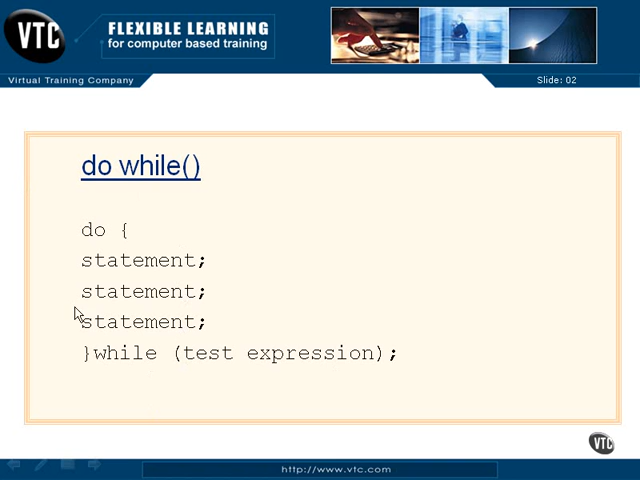 VTC
FLEXIBLE LEARNING
for computer based training
Virtual Training Company
Slide: 02
do while()
do {
statement;
statement;
statement;
}while (test expression);
VTC
http://www.vtc.com